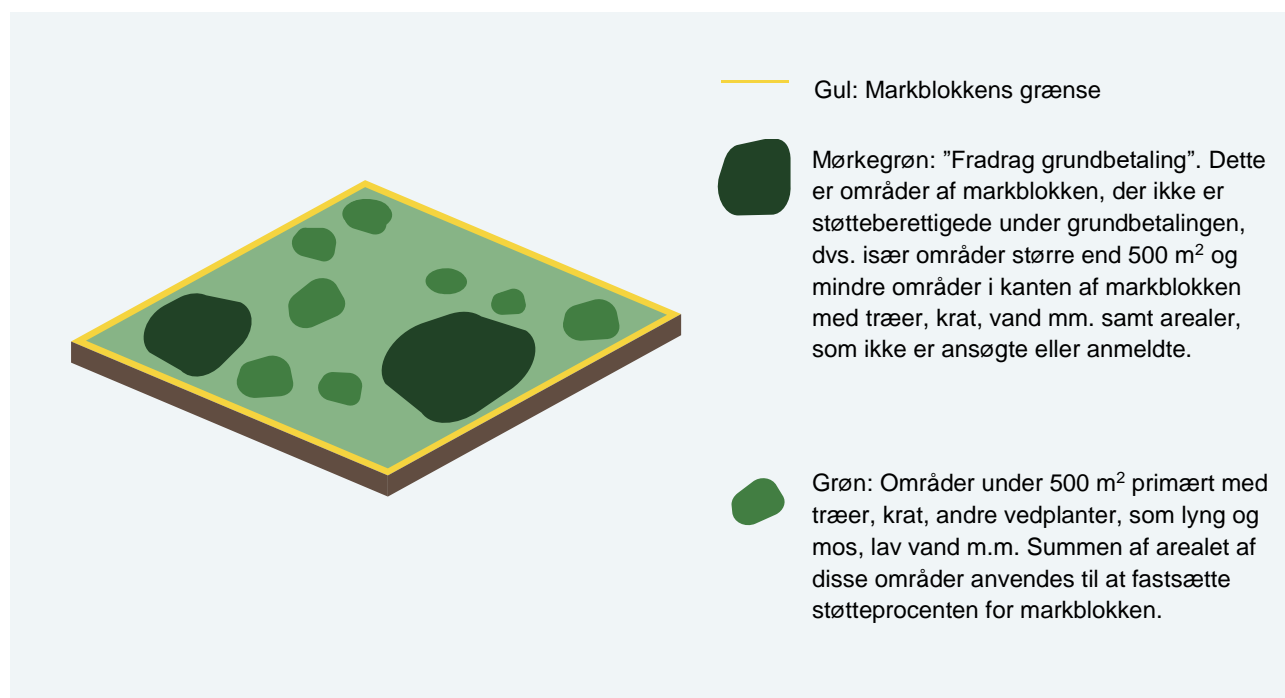 Gul: Markblokkens grænse
Mørkegrøn: ”Fradrag grundbetaling”. Dette
er områder af markblokken, der ikke er
støtteberettigede under grundbetalingen,
dvs. især områder større end 500 m² og
mindre områder i kanten af markblokken
med træer, krat, vand mm. samt arealer,
som ikke er ansøgte eller anmeldte.
Grøn: Områder under 500 m² primært med
træer, krat, andre vedplanter, som lyng og
mos, lav vand m.m. Summen af arealet af
disse områder anvendes til at fastsætte
støtteprocenten for markblokken.